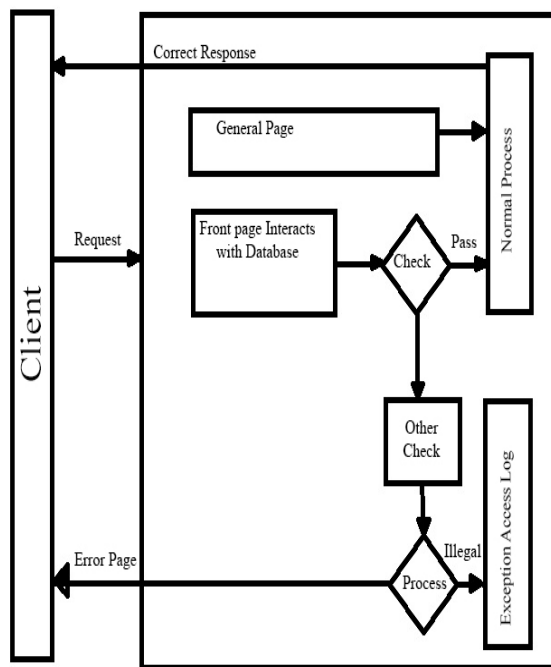 Correct Response
General Page
Normal Process
Front page Interacts
with Database
Request
Check
Pass
Client
Other
Check
Exception Access Log
Illegal
Error Page
Process